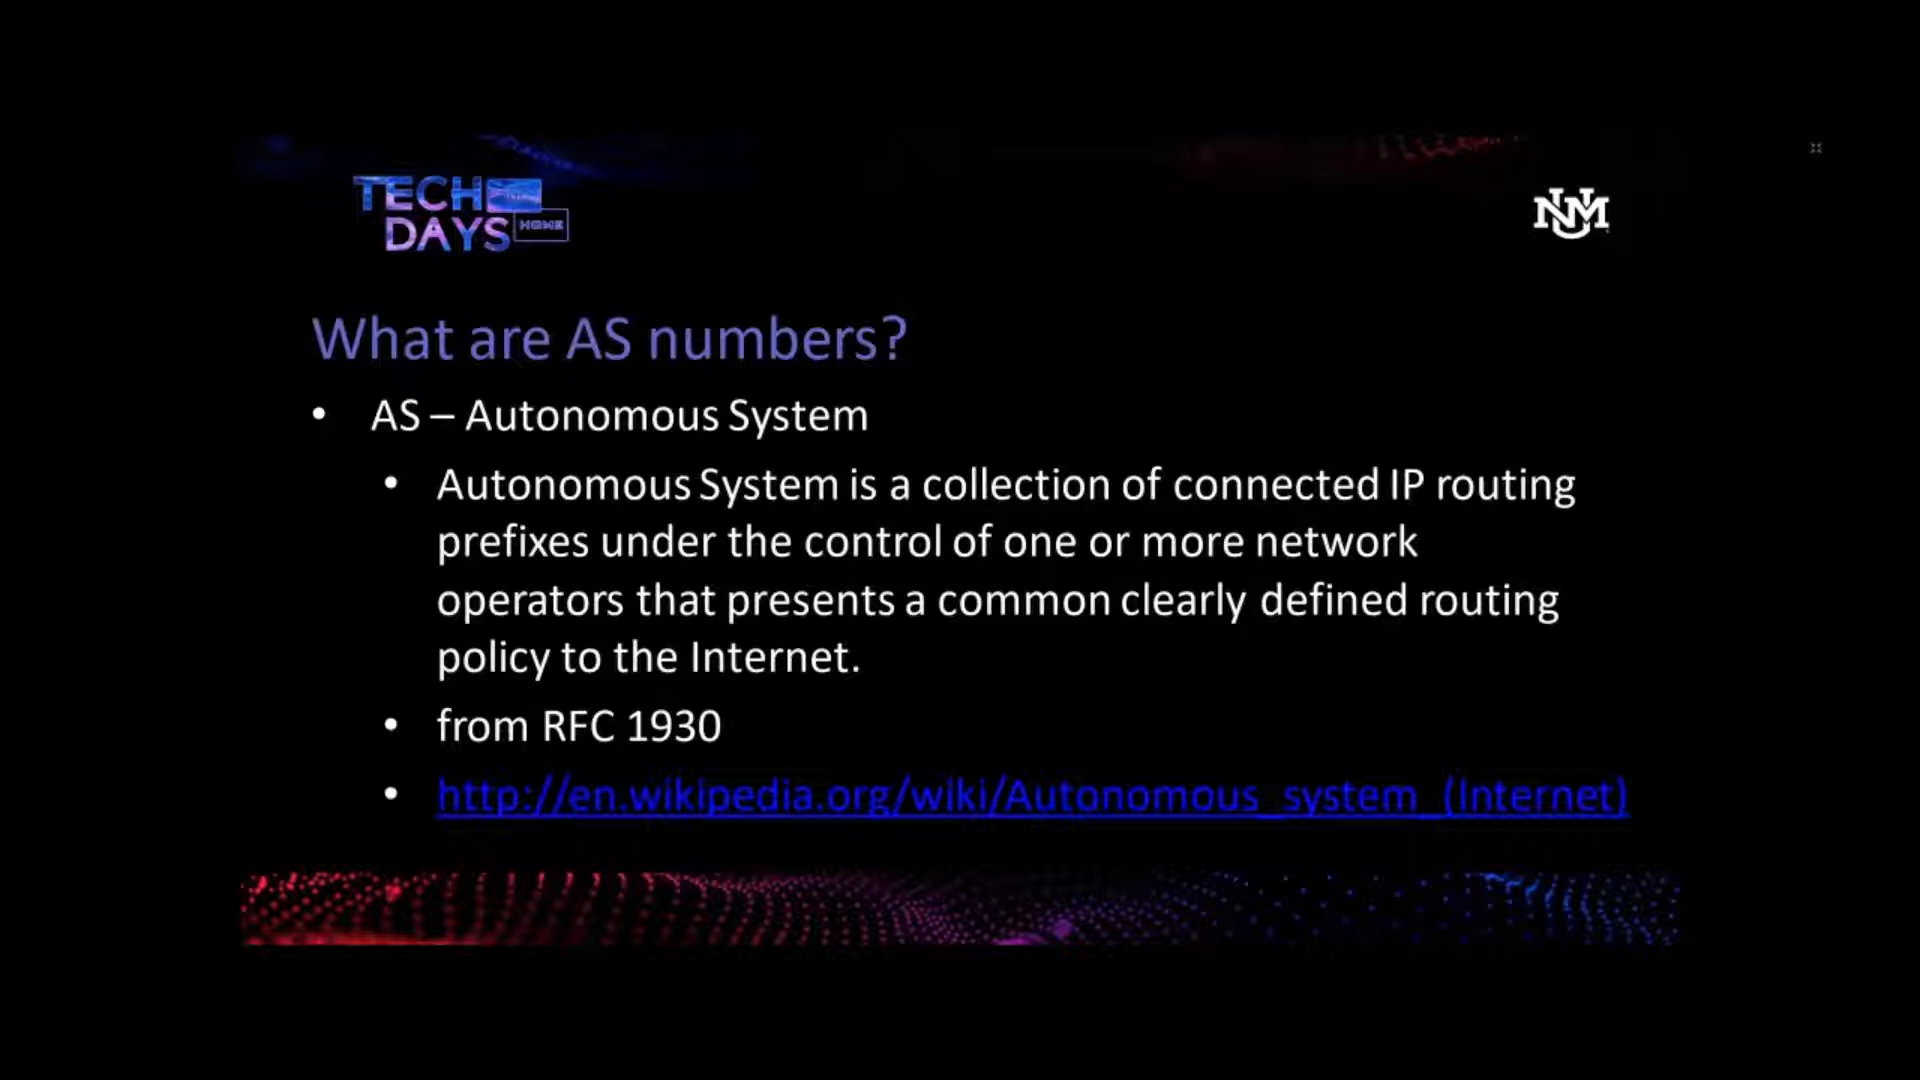 TECH
DAYS HOME
UNM
What are AS numbers?
• AS – Autonomous System
• Autonomous System is a collection of connected IP routing
prefixes under the control of one or more network
operators that presents a common clearly defined routing
policy to the Internet.
• from RFC 1930
• http://en.wikipedia.org/wiki/Autonomous_system_(Internet)